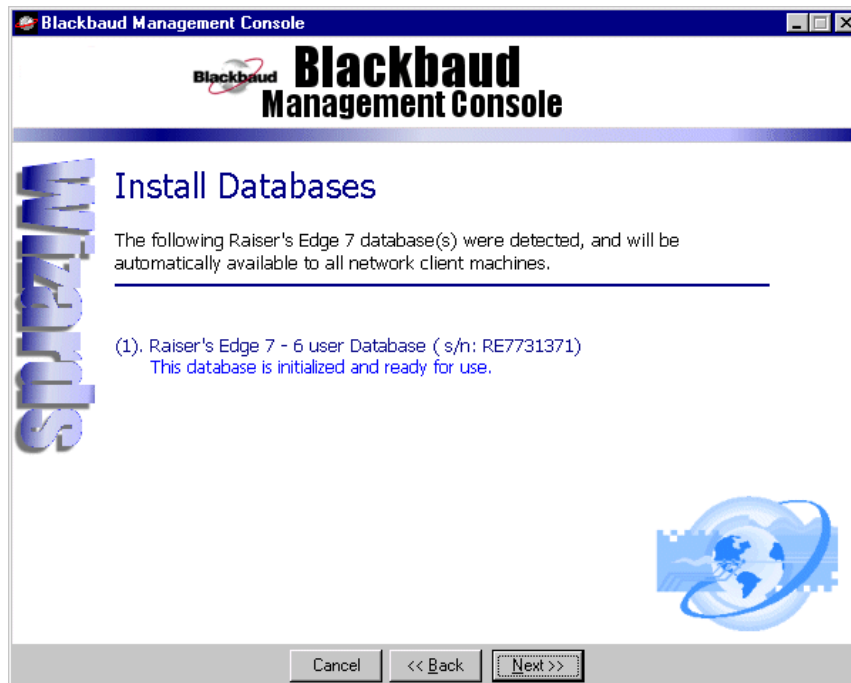 Blackbaud Management Console
Blackbaud Blackbaud
Management Console
Wizards
Install Databases
The following Raiser's Edge 7 database(s) were detected, and will be
automatically available to all network client machines.
(1). Raiser's Edge 7 - 6 user Database ( s/n: RE7731371)
This database is initialized and ready for use.
Cancel << Back Next >>